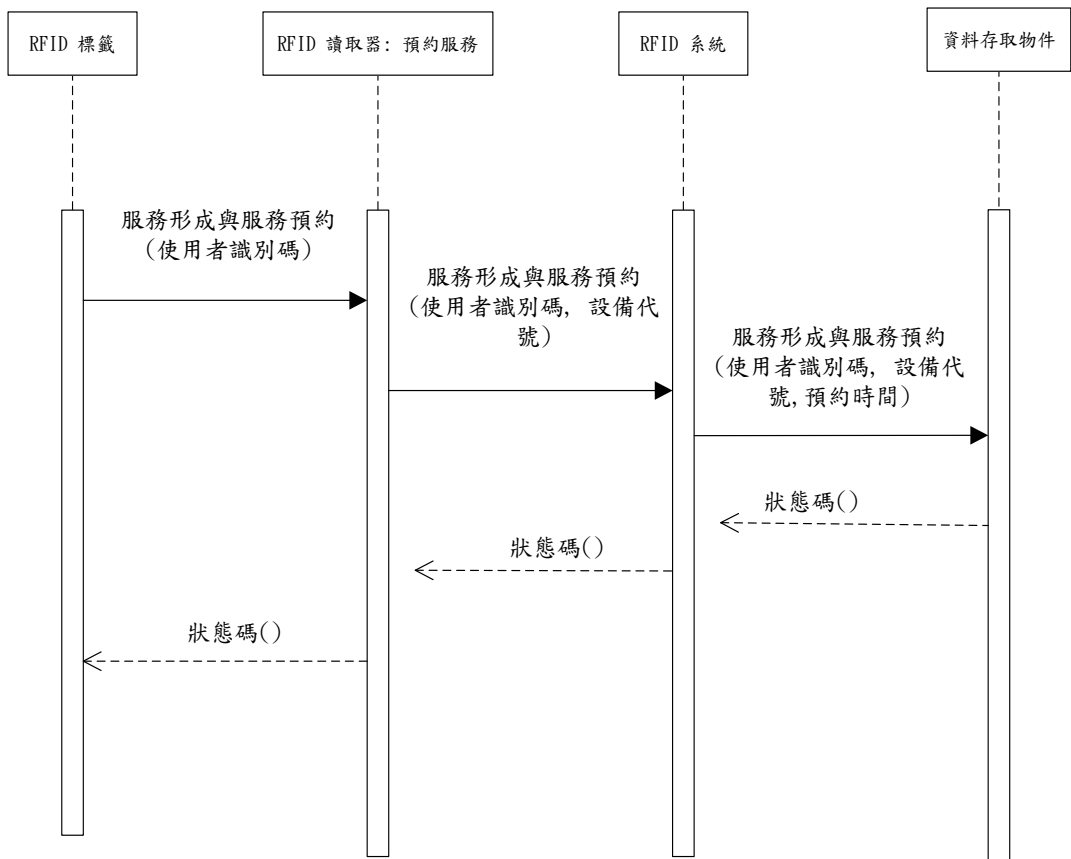 RFID 標籤
RFID 讀取器: 預約服務
RFID 系統
資料存取物件
服務形成與服務預約
(使用者識別碼)
服務形成與服務預約
(使用者識別碼, 設備代
號)
服務形成與服務預約
(使用者識別碼, 設備代
號,預約時間)
狀態碼()
狀態碼()
狀態碼()